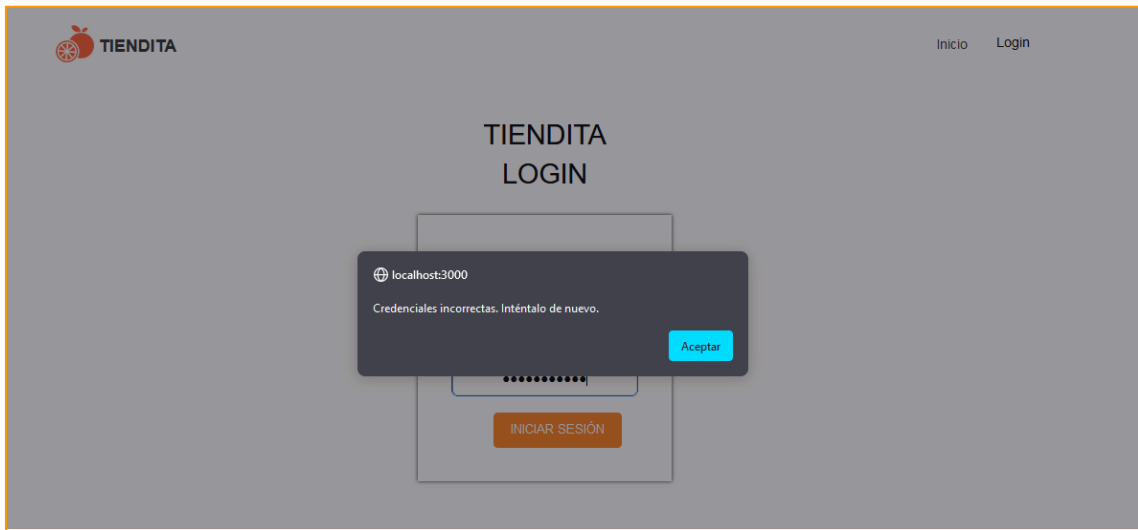 TIENDITA
Inicio
Login
TIENDITA
LOGIN
localhost:3000
Credenciales incorrectas. Inténtalo de nuevo.
Aceptar
INICIAR SESIÓN